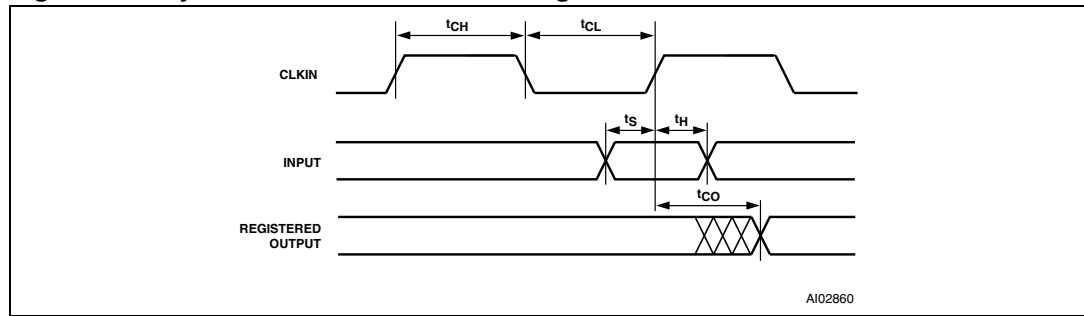 tCH
tCL
CLKIN
tS
tH
INPUT
tCO
REGISTERED
OUTPUT
AI02860